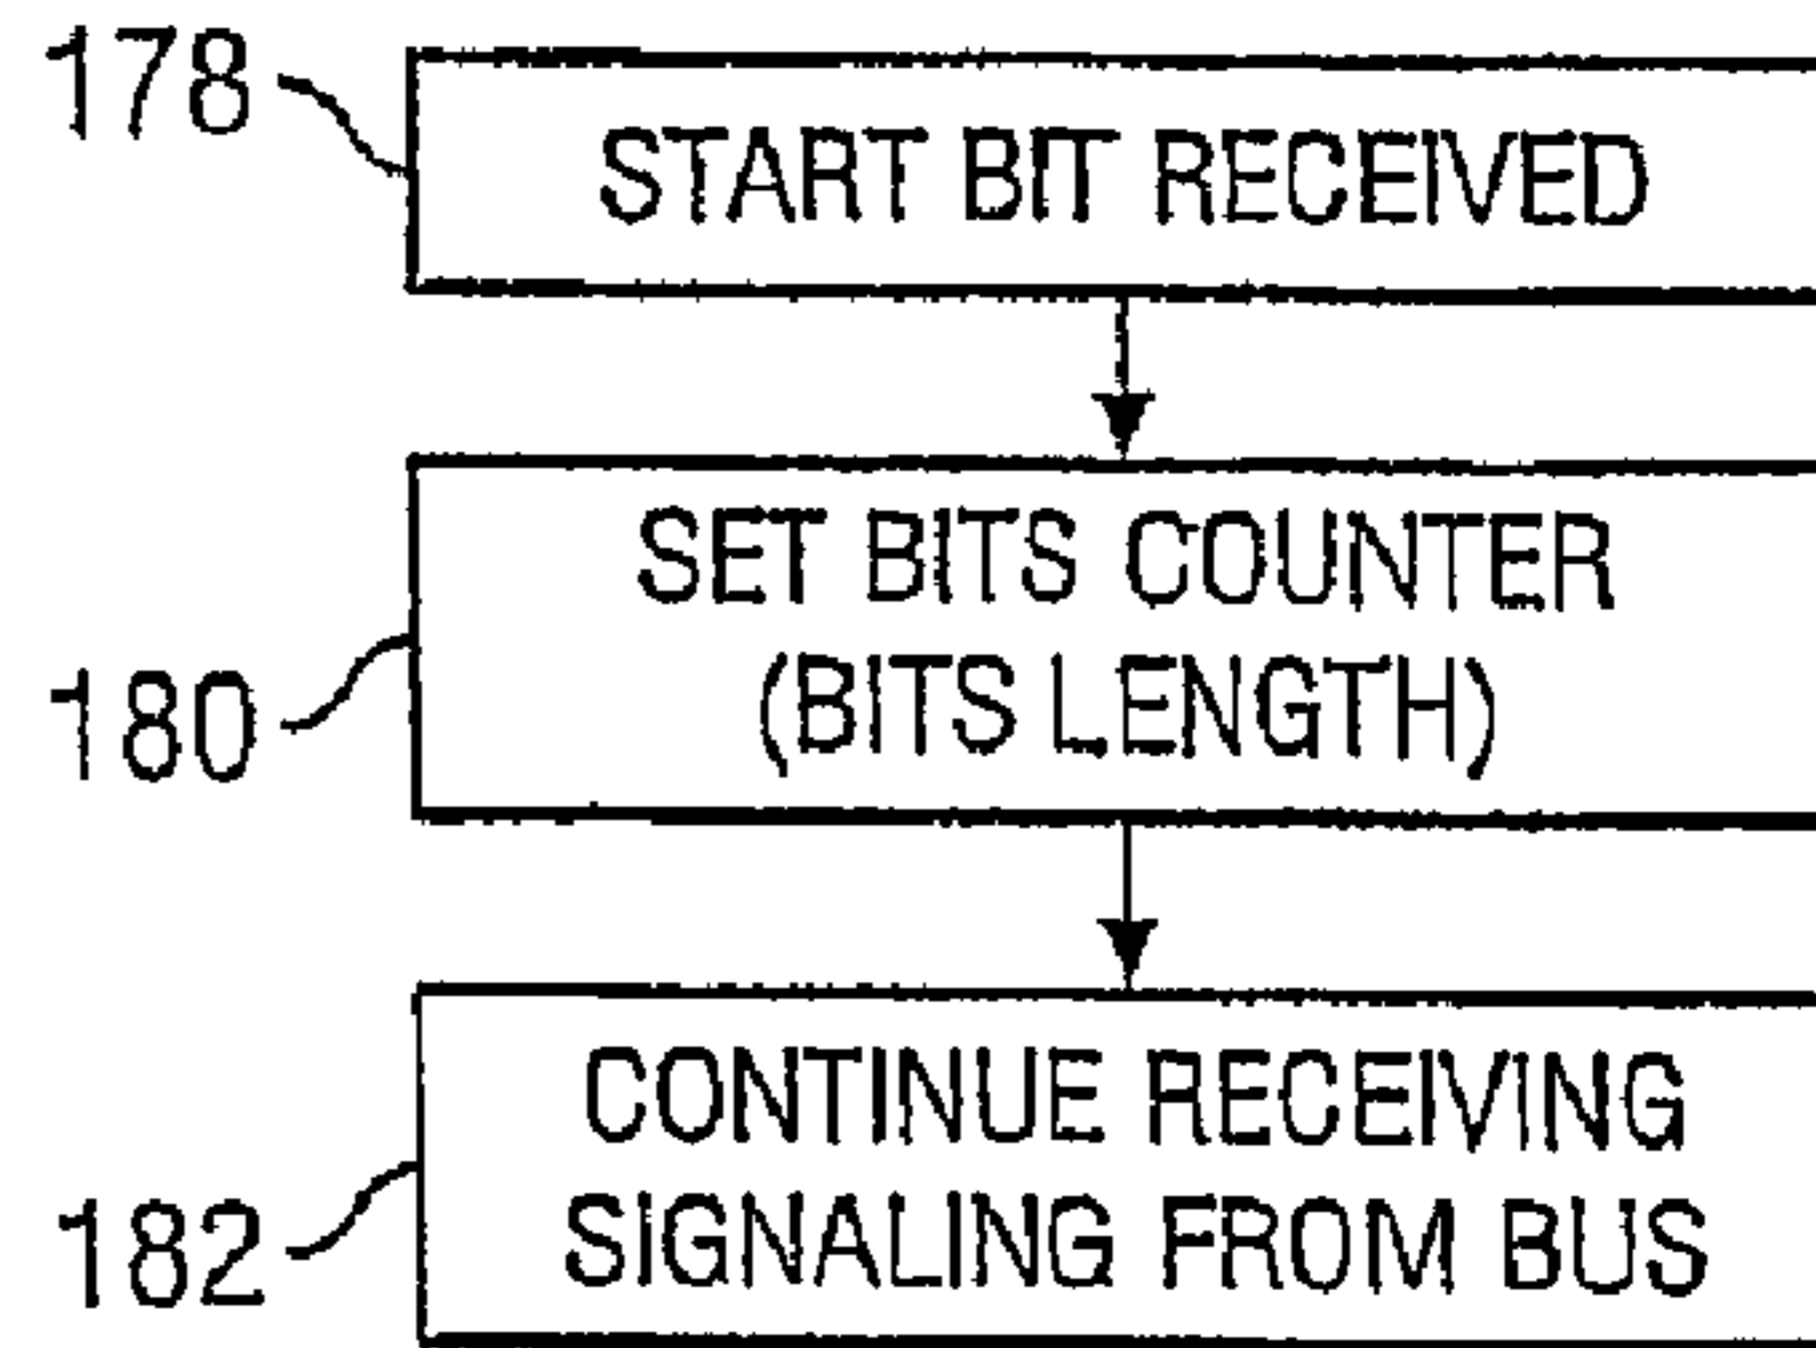 178
START BIT RECEIVED
SET BITS COUNTER
(BITS LENGTH)
180
CONTINUE RECEIVING
SIGNALING FROM BUS
182